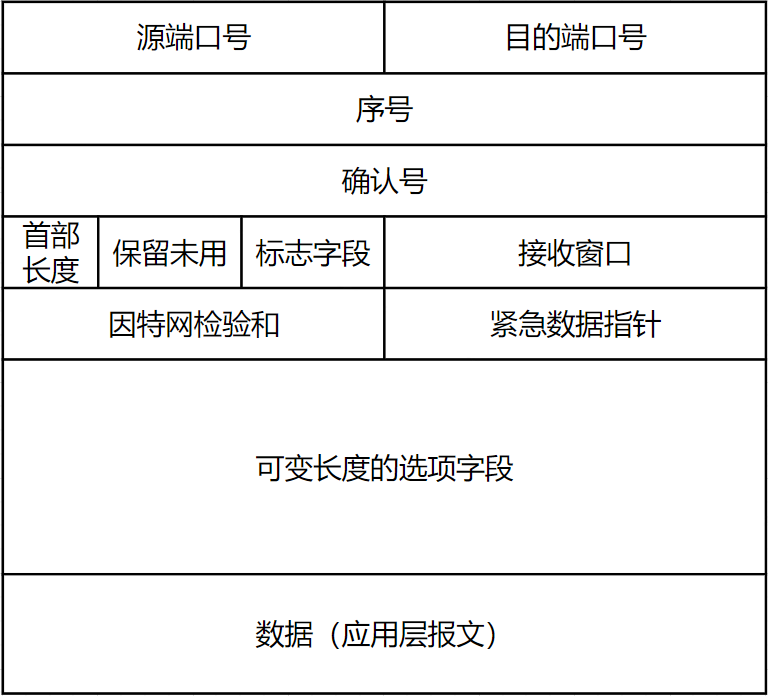 源端口号
目的端口号
序号
确认号
首部
长度
保留未用
标志字段
接收窗口
因特网检验和
紧急数据指针
可变长度的选项字段
数据（应用层报文）